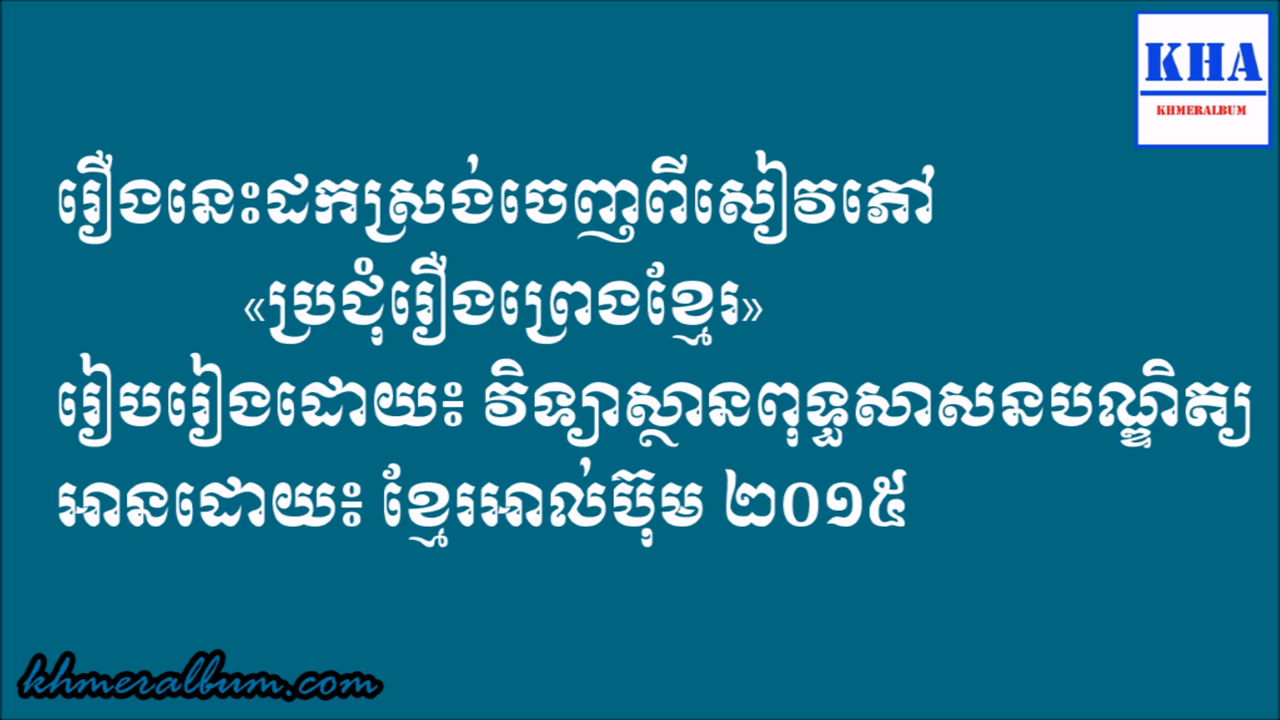 KHA
KHMERALBUM
រឿងនេះដកស្រង់ចេញពីសៀវភៅ
«ប្រជុំរឿងព្រេងខ្មែរ»
រៀបរៀងដោយ៖ វិទ្យាស្ថានពុទ្ធសាសនបណ្ឌិត្យ
អានដោយ៖ ខ្មែរអាល់ប៊ុម ២០១៥
khmeralbum.com